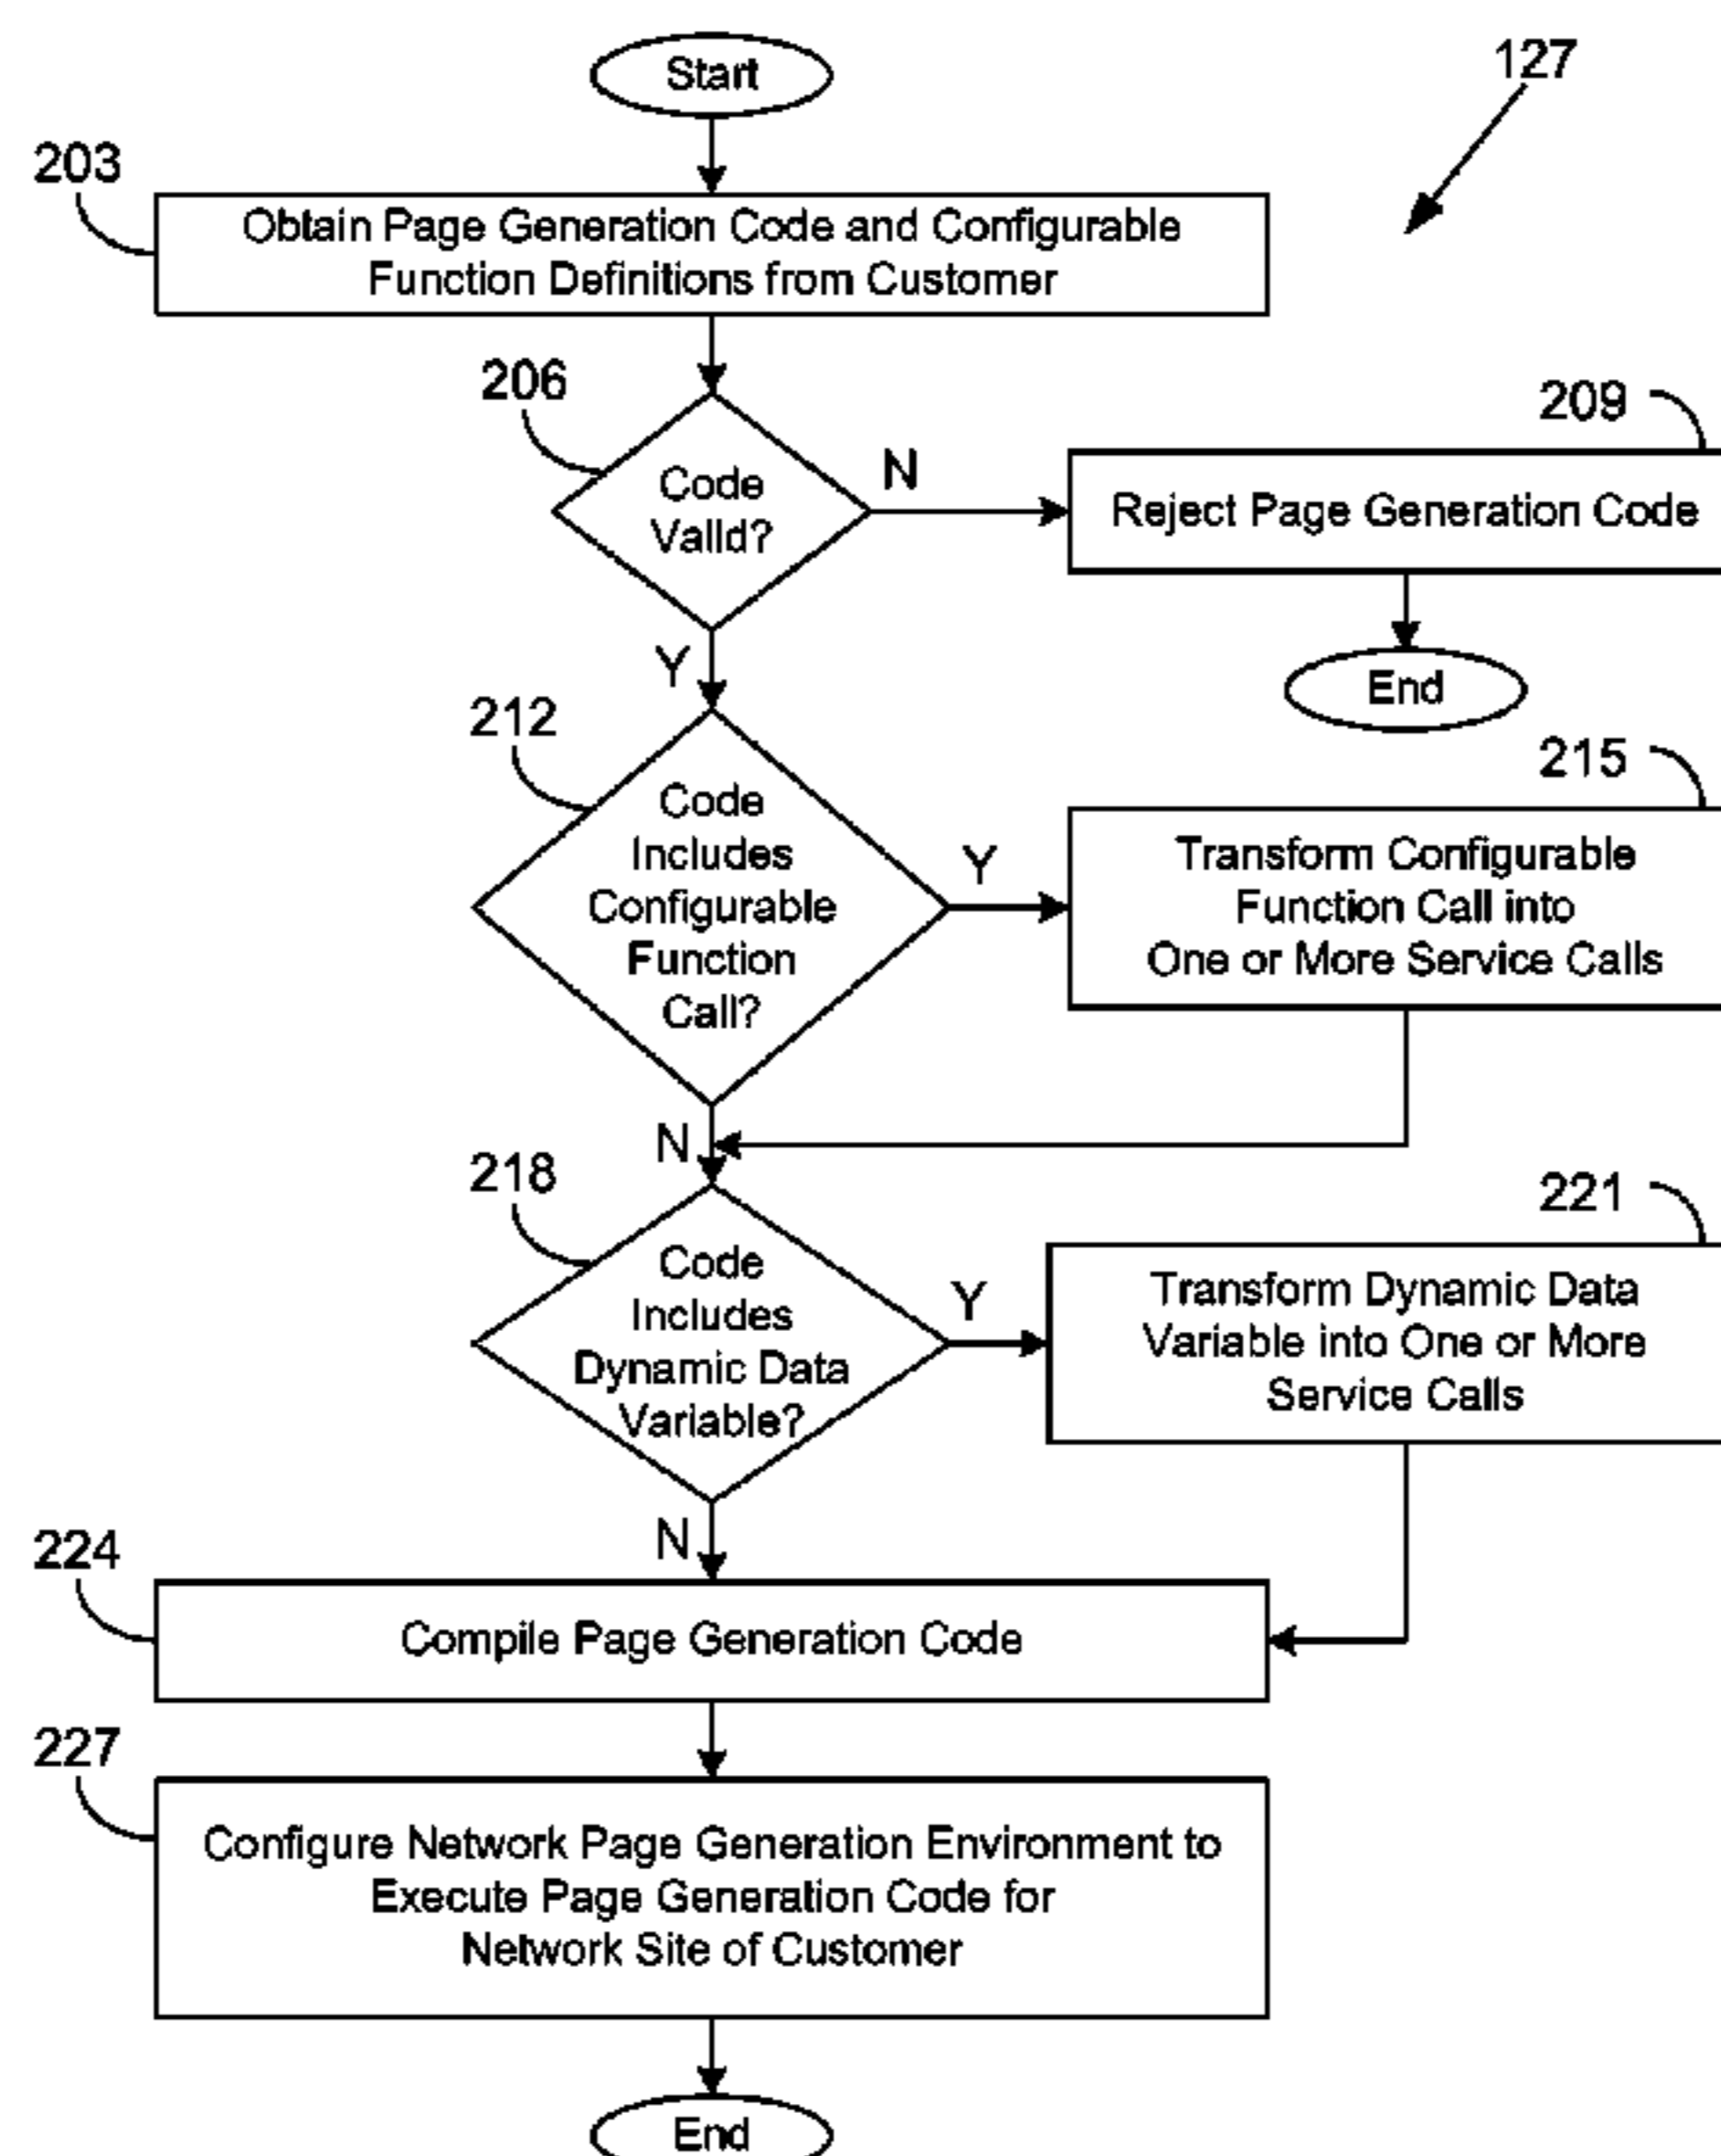 Start
127
203
Obtain Page Generation Code and Configurable
Function Definitions from Customer
206
Code
Valid?
N
209
Reject Page Generation Code
End
Y
212
Code
Includes
Configurable
Function
Call?
Y
215
Transform Configurable
Function Call into
One or More Service Calls
N
218
Code
Includes
Dynamic Data
Variable?
Y
221
Transform Dynamic Data
Variable into One or More
Service Calls
N
224
Compile Page Generation Code
227
Configure Network Page Generation Environment to
Execute Page Generation Code for
Network Site of Customer
End